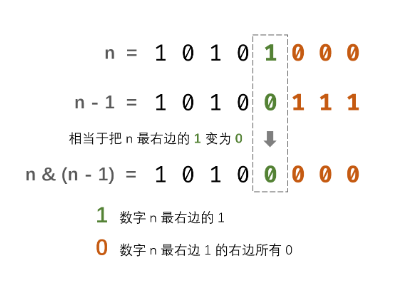 n = 1 0 1 0 1 0 0 0
n - 1 = 1 0 1 0 0 1 1 1
相当于把 n 最右边的 1 变为 0
n & (n - 1) = 1 0 1 0 0 0 0 0
1 数字 n 最右边的 1
0 数字 n 最右边 1 的右边所有 0